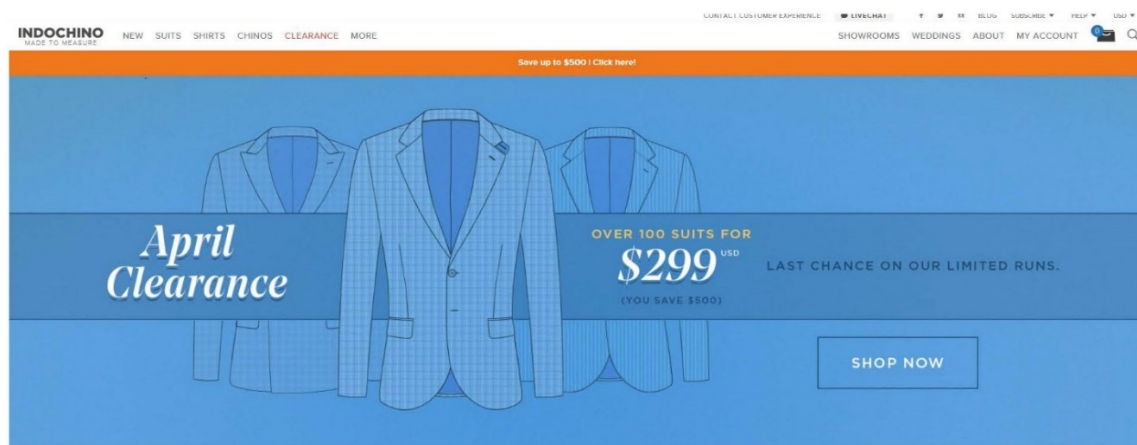 CONTACT CUSTOMER EXPERIENCE LIVECHAT BLOG SUBSCRIBE HELP USD
INDOCHINO
MADE TO MEASURE
NEW SUITS SHIRTS CHINOS CLEARANCE MORE
SHOWROOMS WEDDINGS ABOUT MY ACCOUNT 0
Save up to $500 | Click here!
April
Clearance
OVER 100 SUITS FOR
$299 USD
(YOU SAVE $500)
LAST CHANCE ON OUR LIMITED RUNS.
SHOP NOW